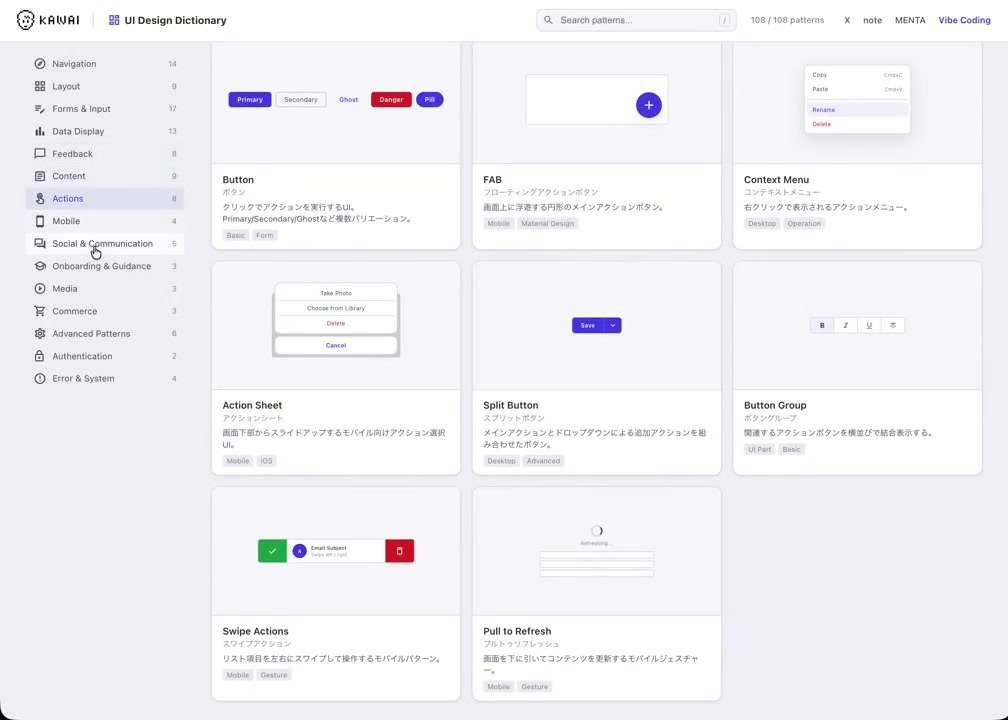 KAWAI
UI Design Dictionary
Search patterns...
/
108 / 108 patterns
X
note
MENTA
Vibe Coding
Navigation 14
Layout 9
Forms & Input 17
Data Display 13
Feedback 8
Content 9
Actions 8
Mobile 4
Social & Communication 5
Onboarding & Guidance 3
Media 3
Commerce 3
Advanced Patterns 6
Authentication 2
Error & System 4
Primary
Secondary
Ghost
Danger
Pill
Button
ボタン
クリックでアクションを実行するUI。
Primary/Secondary/Ghostなど複数バリエーション。
Basic
Form
+
FAB
フローティングアクションボタン
画面上に浮遊する円形のメインアクションボタン。
Mobile
Material Design
Copy Cmd+C
Paste Cmd+V
Rename
Delete
Context Menu
コンテキストメニュー
右クリックで表示されるアクションメニュー。
Desktop
Operation
Take Photo
Choose from Library
Delete
Cancel
Action Sheet
アクションシート
画面下部からスライドアップするモバイル向けアクション選択
UI。
Mobile
iOS
Save
Split Button
スプリットボタン
メインアクションとドロップダウンによる追加アクションを組
み合わせたボタン。
Desktop
Advanced
B
I
U
T
Button Group
ボタングループ
関連するアクションボタンを横並びで結合表示する。
UI Part
Basic
A
Email Subject
Swipe left / right
Swipe Actions
スワイプアクション
リスト項目を左右にスワイプして操作するモバイルパターン。
Mobile
Gesture
Refreshing...
Pull to Refresh
プルトゥリフレッシュ
画面を下に引いてコンテンツを更新するモバイルジェスチャ
ー。
Mobile
Gesture